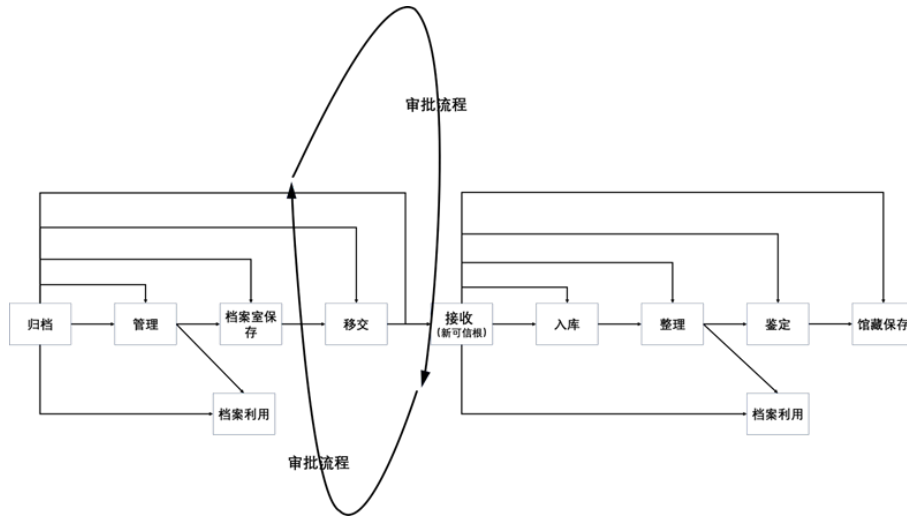 审批流程
归档
管理
档案室保
存
移交
接收
(新可信根)
入库
整理
鉴定
馆藏保存
档案利用
档案利用
审批流程